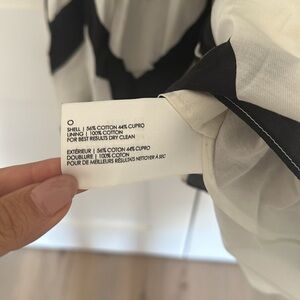 O
SHELL | 56% COTTON 44% CUPRO
LINING | 100% COTTON
FOR BEST RESULTS DRY CLEAN
EXTÉRIEUR | 56% COTON 44% CUPRO
DOUBLURE | 100% COTON
POUR DE MEILLEURS RÉSULTATS NETTOYER À SEC